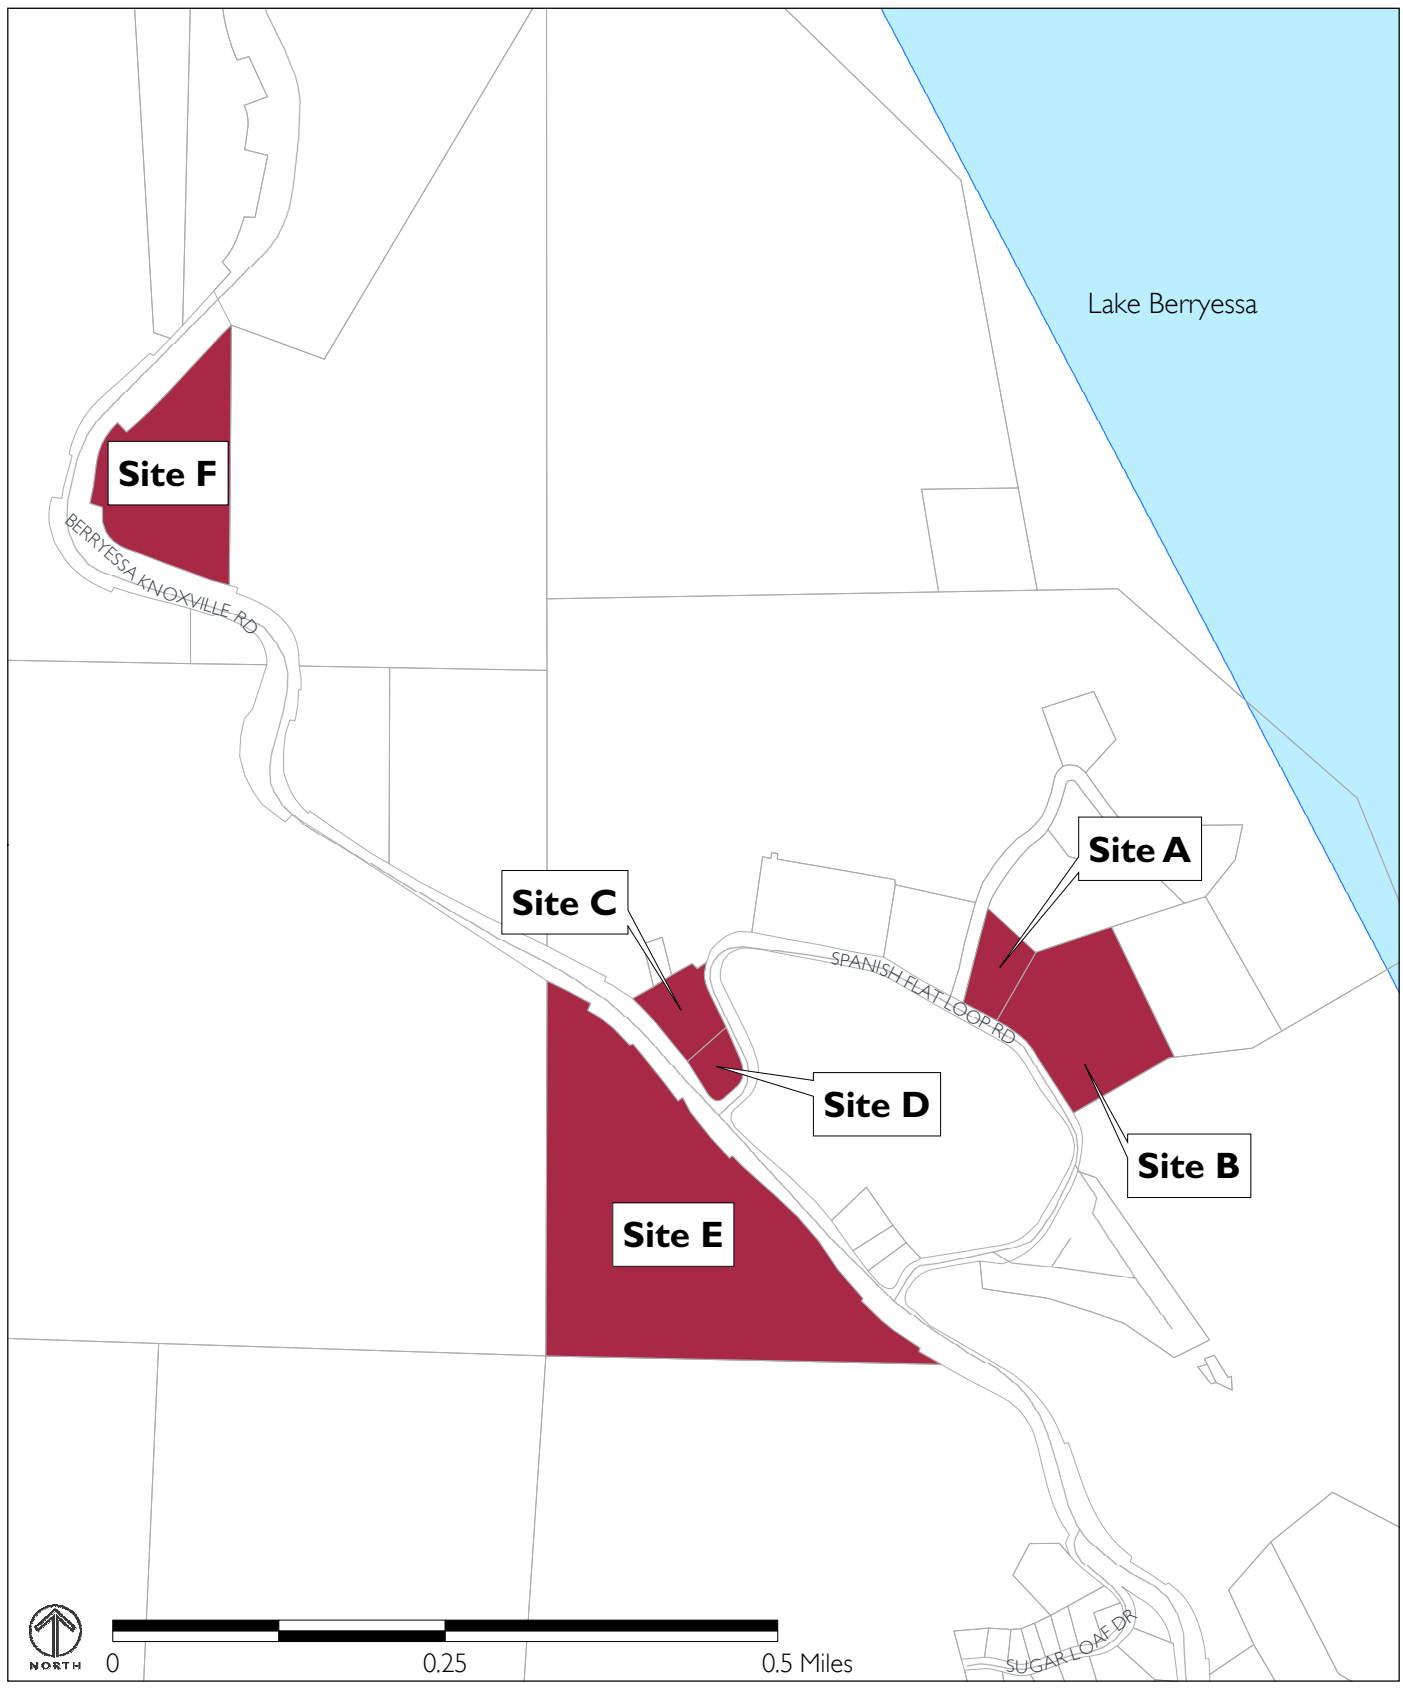 Lake Berryessa
Site F
BERRYESSA KNOXVILLE RD
Site A
Site C
SPANISH FLAT LOOP RD
Site D
Site B
Site E
SUGAR LOAF DR
NORTH
0
0.25
0.5 Miles